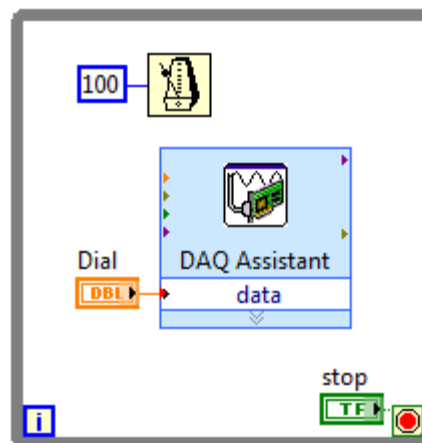 100
Dial
DAQ Assistant
DBL
data
stop
TF
i